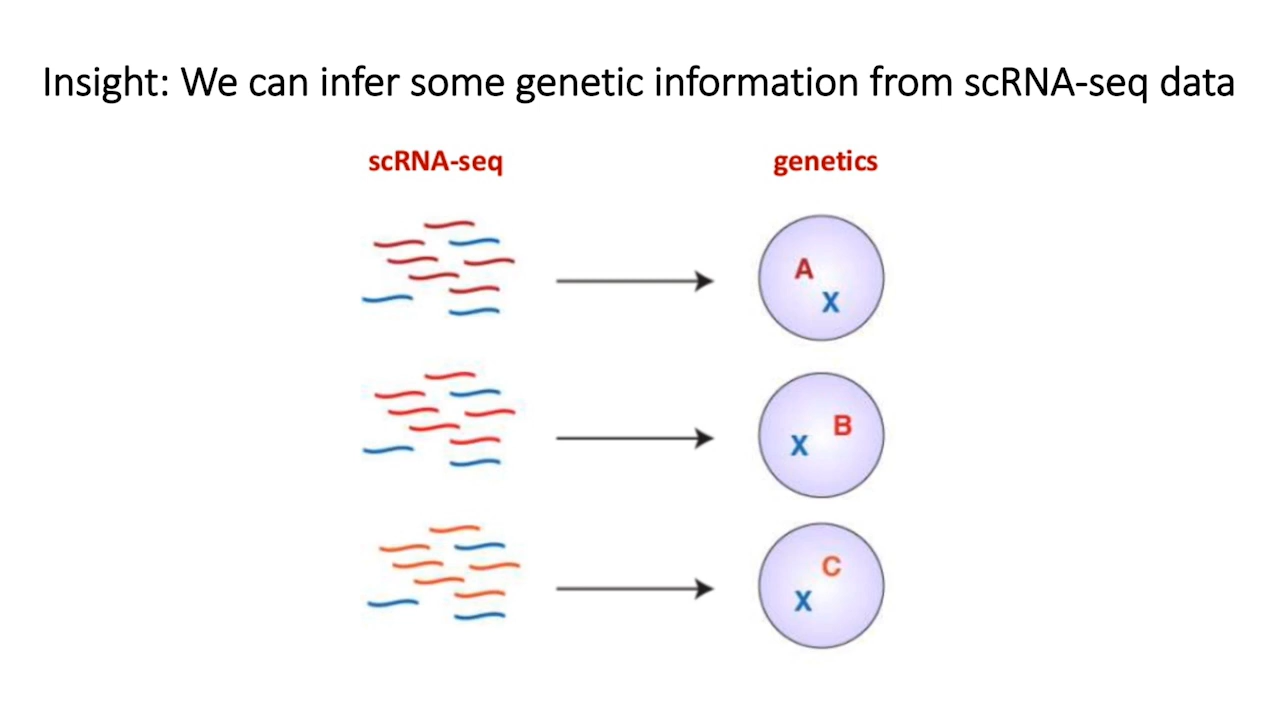 Insight: We can infer some genetic information from scRNA-seq data
scRNA-seq genetics
A
X
B
X
C
X